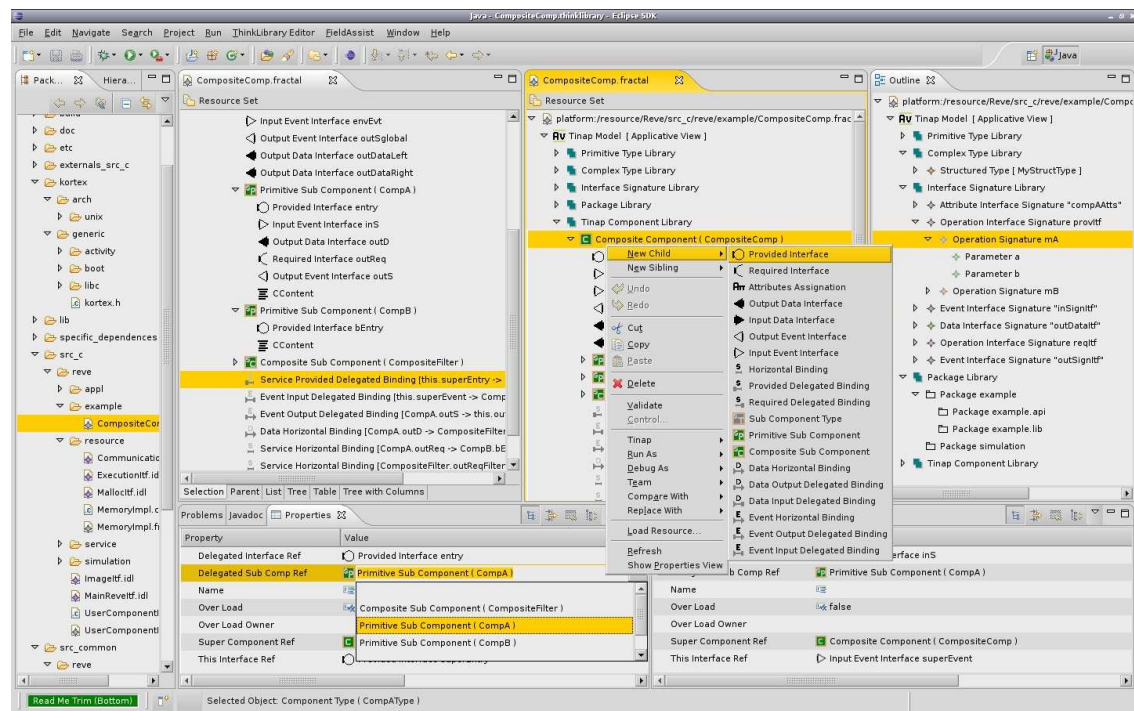 Java - CompositeComp.thinklibrary - Eclipse SDK
File Edit Navigate Search Project Run ThinkLibrary Editor FieldAssist Window Help
Java
Pack... Hiera...
build
doc
etc
externals_src_c
kortex
arch
unix
generic
activity
boot
libc
kortex.h
lib
specific_dependences
src_c
reve
appl
example
CompositeCor
resource
Communicatic
ExecutionItf.id
MallocItf.idl
MemoryImpl.c
MemoryImpl.fr
service
simulation
ImageItf.idl
MainReveItf.idl
UserComponentI
UserComponentI
src_common
reve
CompositeComp.fractal
Resource Set
Input Event Interface envEvt
Output Event Interface outSglobal
Output Data Interface outDataLeft
Output Data Interface outDataRight
Primitive Sub Component ( CompA )
Provided Interface entry
Input Event Interface inS
Output Data Interface outD
Required Interface outReq
Output Event Interface outS
CContent
Primitive Sub Component ( CompB )
Provided Interface bEntry
CContent
Composite Sub Component ( CompositeFilter )
Service Provided Delegated Binding [this.superEntry ->
Event Input Delegated Binding [this.superEvent -> Comp
Event Output Delegated Binding [CompA.outS -> this.ou
Data Horizontal Binding [CompA.outD -> CompositeFilter
Service Horizontal Binding [CompA.outReq -> CompB.bE
Service Horizontal Binding [CompositeFilter.outReqFilter
Selection Parent List Tree Table Tree with Columns
CompositeComp.fractal
Resource Set
platform:/resource/Reve/src_c/reve/example/CompositeComp.frac
Tinap Model [ Applicative View ]
Primitive Type Library
Complex Type Library
Interface Signature Library
Package Library
Tinap Component Library
Composite Component ( CompositeComp )
New Child
New Sibling
Undo
Redo
Cut
Copy
Paste
Delete
Validate
Control...
Tinap
Run As
Debug As
Team
Compare With
Replace With
Load Resource...
Refresh
Show Properties View
Provided Interface
Required Interface
Attributes Assignation
Output Data Interface
Input Data Interface
Output Event Interface
Input Event Interface
Horizontal Binding
Provided Delegated Binding
Required Delegated Binding
Sub Component Type
Primitive Sub Component
Composite Sub Component
Data Horizontal Binding
Data Output Delegated Binding
Data Input Delegated Binding
Event Horizontal Binding
Event Output Delegated Binding
Event Input Delegated Binding
Outline
platform:/resource/Reve/src_c/reve/example/Compo
Tinap Model [ Applicative View ]
Primitive Type Library
Complex Type Library
Structured Type [ MyStructType ]
Interface Signature Library
Attribute Interface Signature "compAAtts"
Operation Interface Signature provItf
Operation Signature mA
Parameter a
Parameter b
Operation Signature mB
Event Interface Signature "inSignItf"
Data Interface Signature "outDataItf"
Operation Interface Signature reqItf
Event Interface Signature "outSignItf"
Package Library
Package example
Package example.api
Package example.lib
Package simulation
Tinap Component Library
Problems Javadoc Properties
Property Value
Delegated Interface Ref Provided Interface entry
Delegated Sub Comp Ref Primitive Sub Component ( CompA )
Name
Over Load
Over Load Owner
Super Component Ref
This Interface Ref
Composite Sub Component ( CompositeFilter )
Primitive Sub Component ( CompA )
Primitive Sub Component ( CompB )
erface inS
b Comp Ref Primitive Sub Component ( CompA )
Name
Over Load false
Over Load Owner
Super Component Ref Composite Component ( CompositeComp )
This Interface Ref Input Event Interface superEvent
Read Me Trim (Bottom) Selected Object: Component Type ( CompAType )